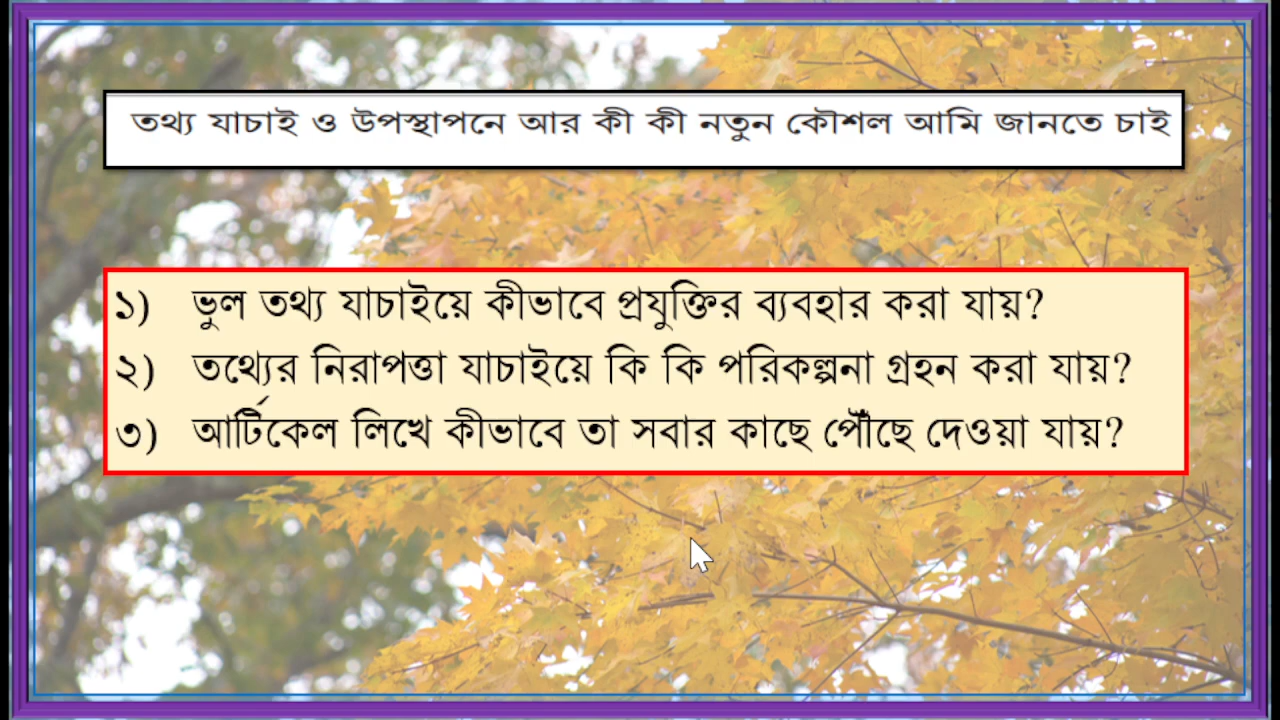 তথ্য যাচাই ও উপস্থাপনে আর কী কী নতুন কৌশল আমি জানতে চাই
১) ভুল তথ্য যাচাইয়ে কীভাবে প্রযুক্তির ব্যবহার করা যায়?
২) তথ্যের নিরাপত্তা যাচাইয়ে কি কি পরিকল্পনা গ্রহন করা যায়?
৩) আর্টিকেল লিখে কীভাবে তা সবার কাছে পৌঁছে দেওয়া যায়?